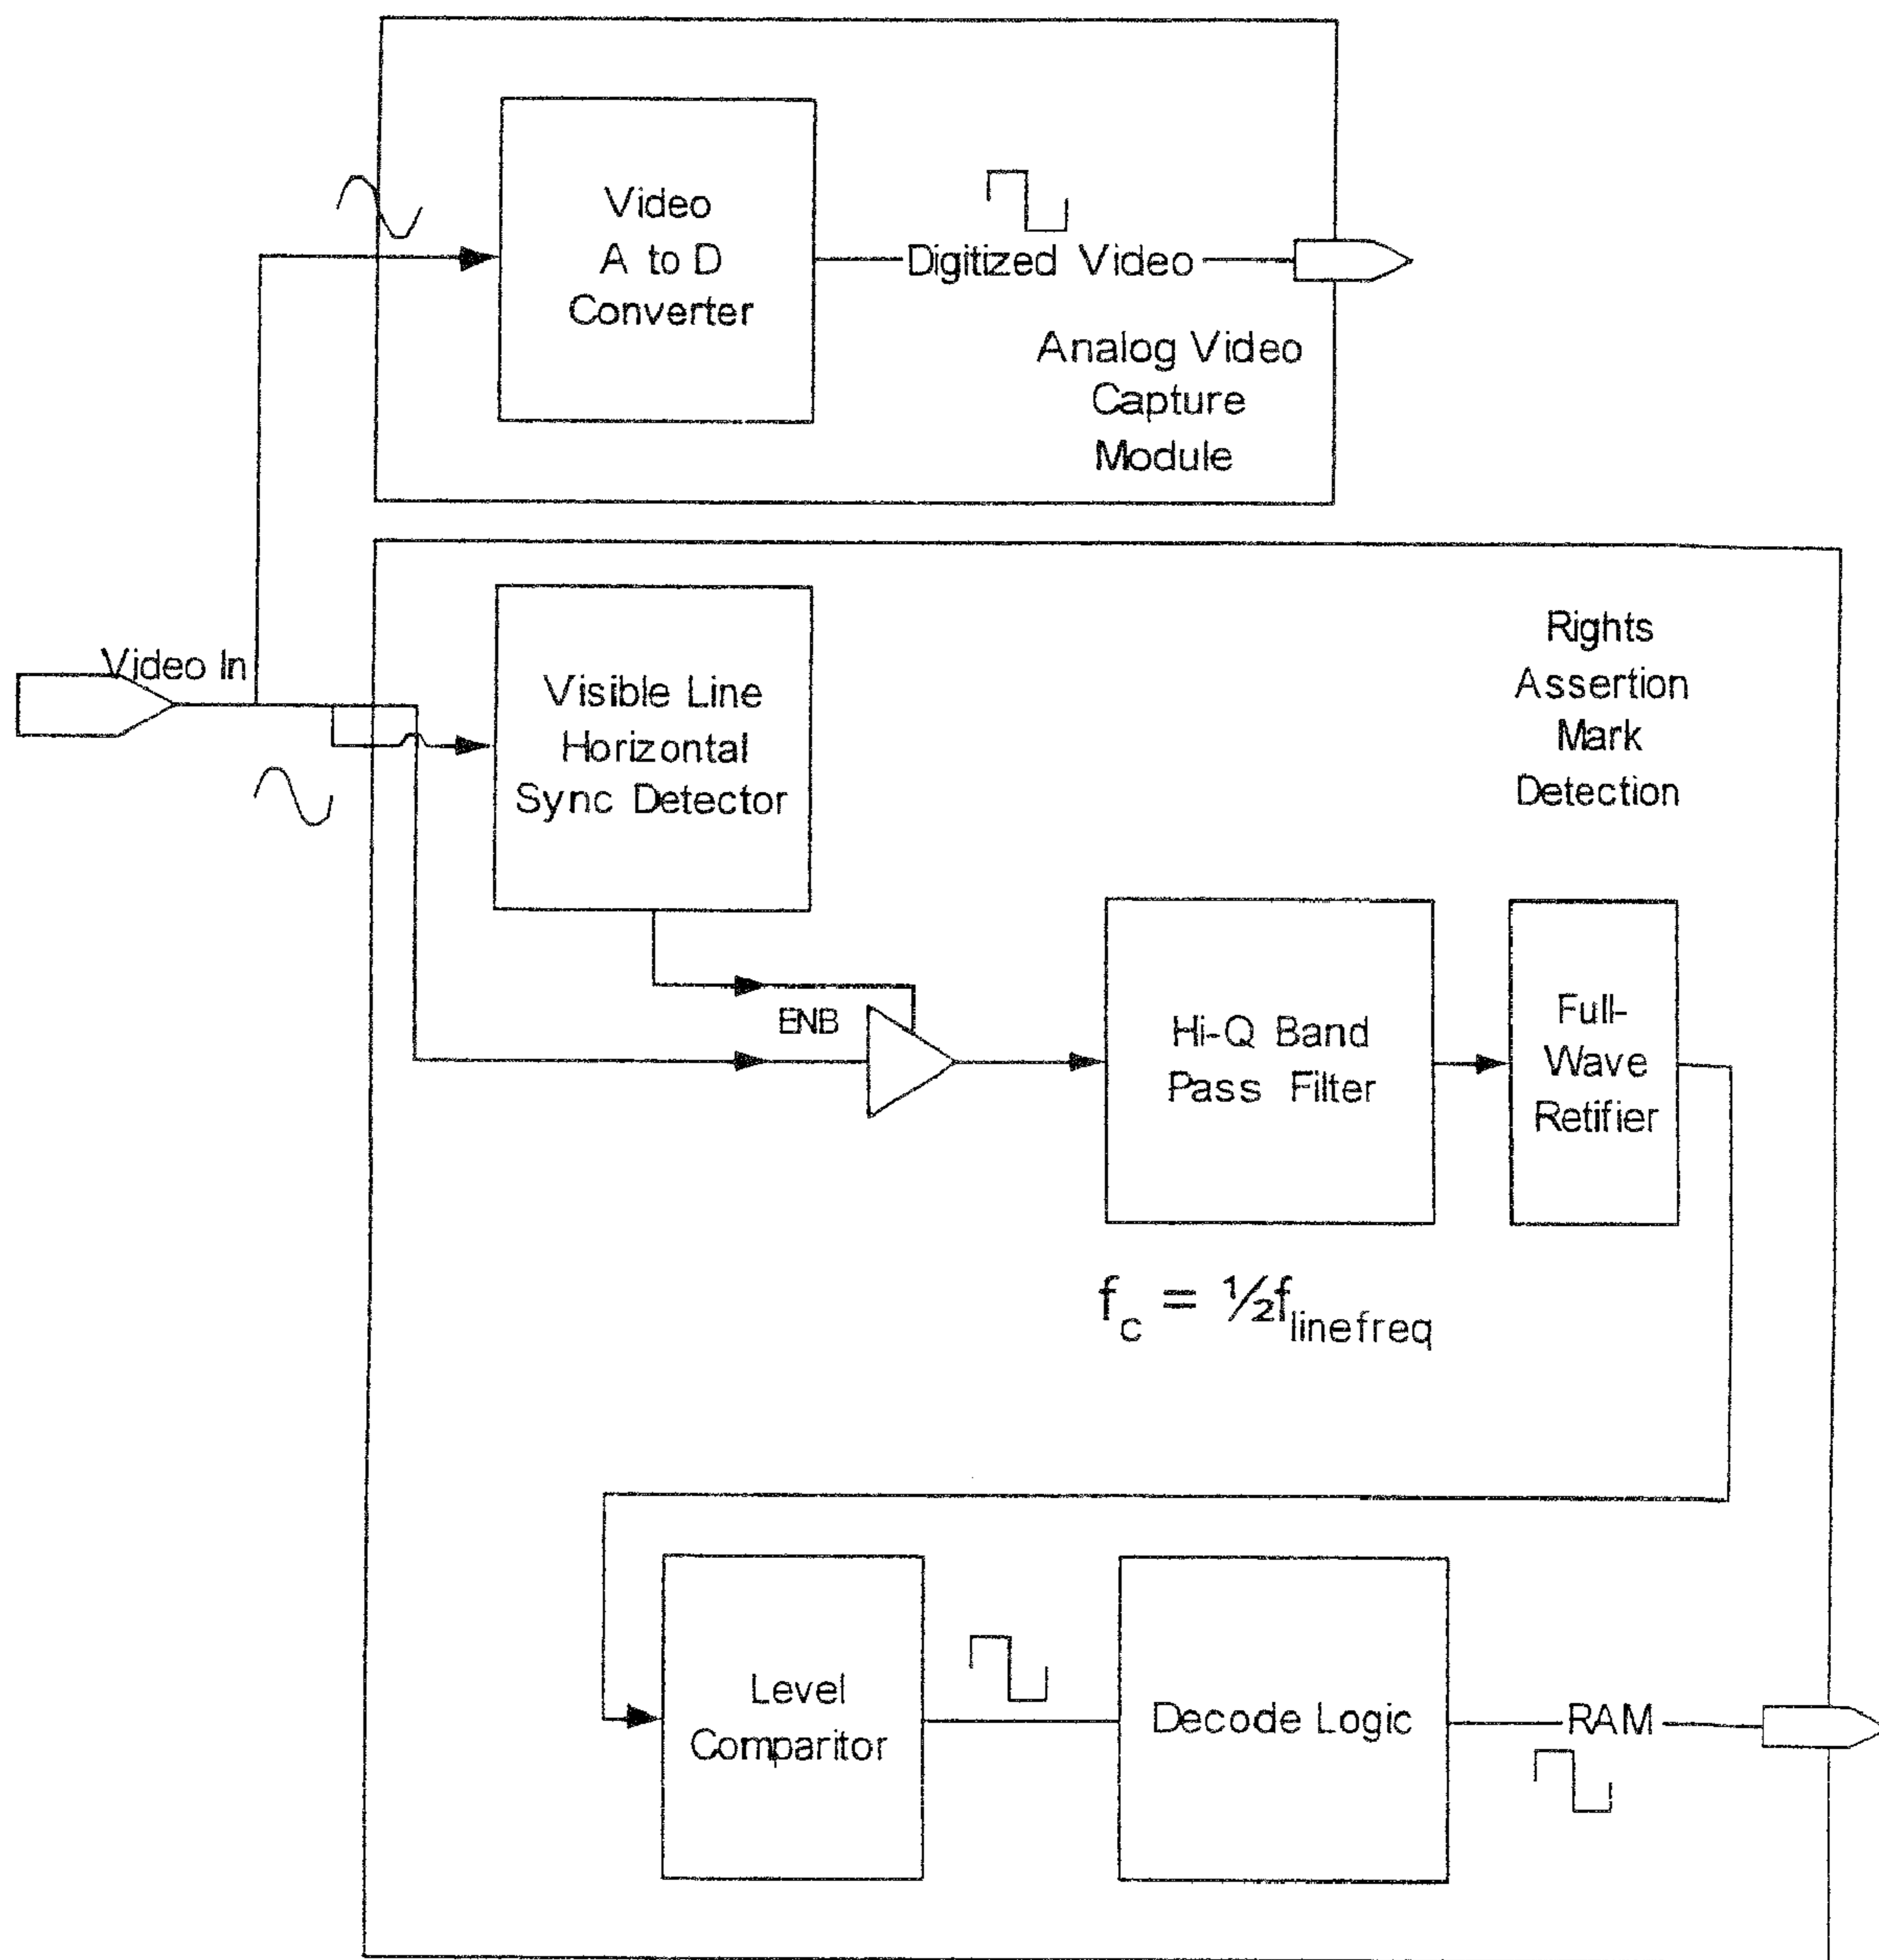 Video
A to D
Converter
Digitized Video
Analog Video
Capture
Module
Video In
Visible Line
Horizontal
Sync Detector
Rights
Assertion
Mark
Detection
ENB
Hi-Q Band
Pass Filter
Full-
Wave
Retifier
f_c = ½f_linefreq
Level
Comparitor
Decode Logic
RAM